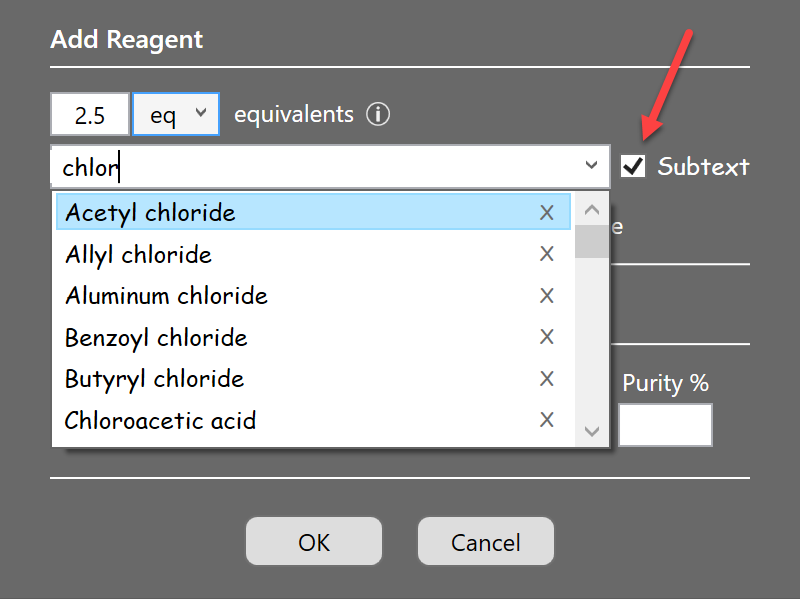 Add Reagent
2.5 eq equivalents i
chlor Subtext
Acetyl chloride X
e
Allyl chloride X
Aluminum chloride X
Benzoyl chloride X
Butyryl chloride X
Purity %
Chloroacetic acid X
OK Cancel